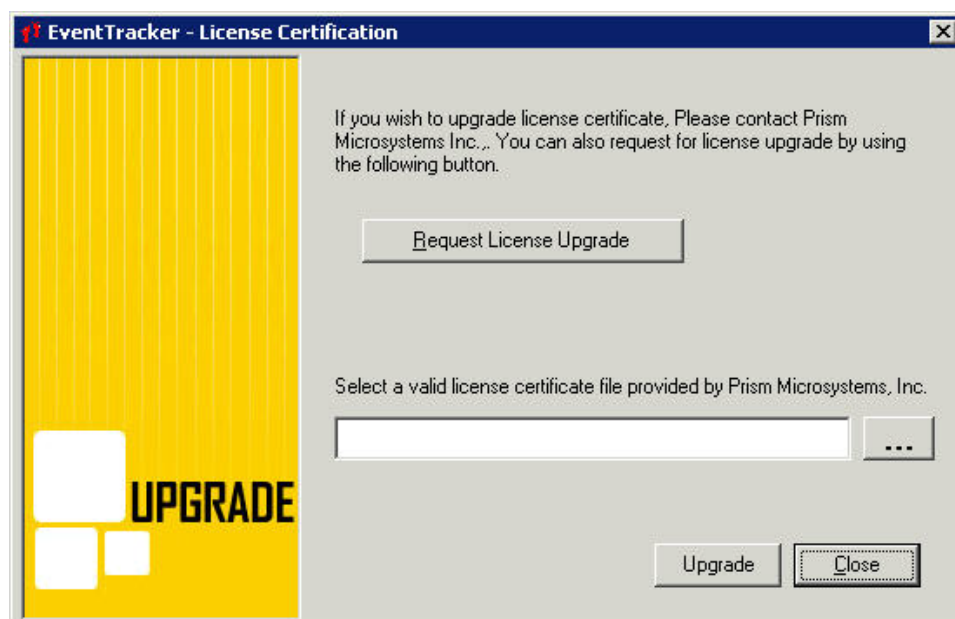 EventTracker - License Certification
If you wish to upgrade license certificate, Please contact Prism
Microsystems Inc.,. You can also request for license upgrade by using
the following button.
Request License Upgrade
Select a valid license certificate file provided by Prism Microsystems, Inc.
...
UPGRADE
Upgrade Close